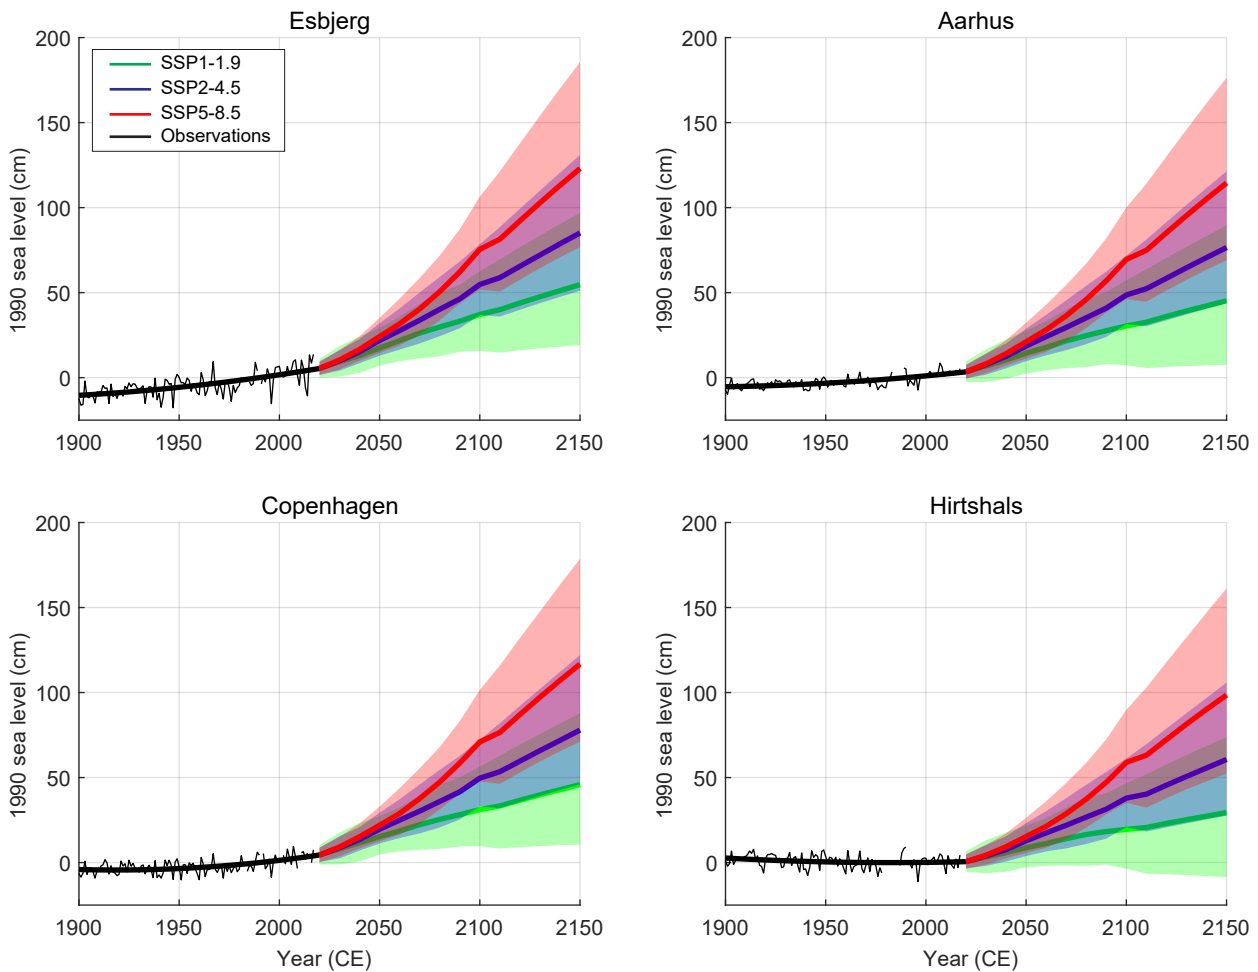 Esbjerg
200
150
100
50
0
1990 sea level (cm)
SSP1-1.9
SSP2-4.5
SSP5-8.5
Observations
1900 1950 2000 2050 2100 2150
Aarhus
200
150
100
50
0
1990 sea level (cm)
1900 1950 2000 2050 2100 2150
Copenhagen
200
150
100
50
0
1990 sea level (cm)
1900 1950 2000 2050 2100 2150
Year (CE)
Hirtshals
200
150
100
50
0
1990 sea level (cm)
1900 1950 2000 2050 2100 2150
Year (CE)